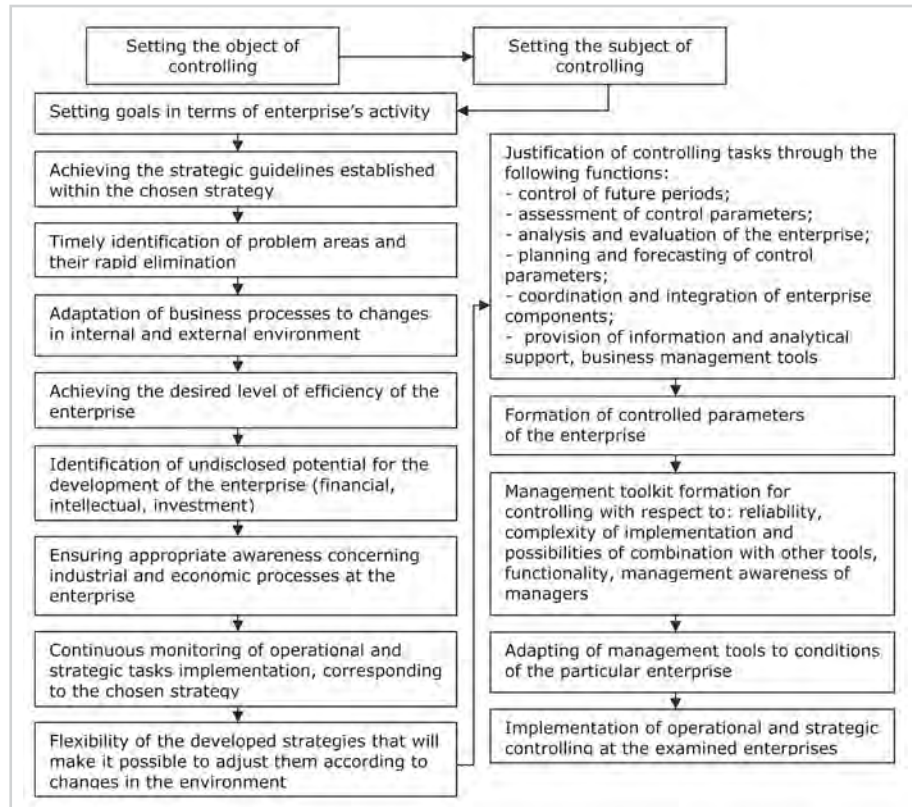 Setting the object of
controlling
Setting the subject of
controlling
Setting goals in terms of enterprise's activity
Achieving the strategic guidelines established
within the chosen strategy
Timely identification of problem areas and
their rapid elimination
Adaptation of business processes to changes
in internal and external environment
Achieving the desired level of efficiency of the
enterprise
Identification of undisclosed potential for the
development of the enterprise (financial,
intellectual, investment)
Ensuring appropriate awareness concerning
industrial and economic processes at the
enterprise
Continuous monitoring of operational and
strategic tasks implementation, corresponding
to the chosen strategy
Flexibility of the developed strategies that will
make it possible to adjust them according to
changes in the environment
Justification of controlling tasks through the
following functions:
- control of future periods;
- assessment of control parameters;
- analysis and evaluation of the enterprise;
- planning and forecasting of control
parameters;
- coordination and integration of enterprise
components;
- provision of information and analytical
support, business management tools
Formation of controlled parameters
of the enterprise
Management toolkit formation for
controlling with respect to: reliability,
complexity of implementation and
possibilities of combination with other tools,
functionality, management awareness of
managers
Adapting of management tools to conditions
of the particular enterprise
Implementation of operational and strategic
controlling at the examined enterprises